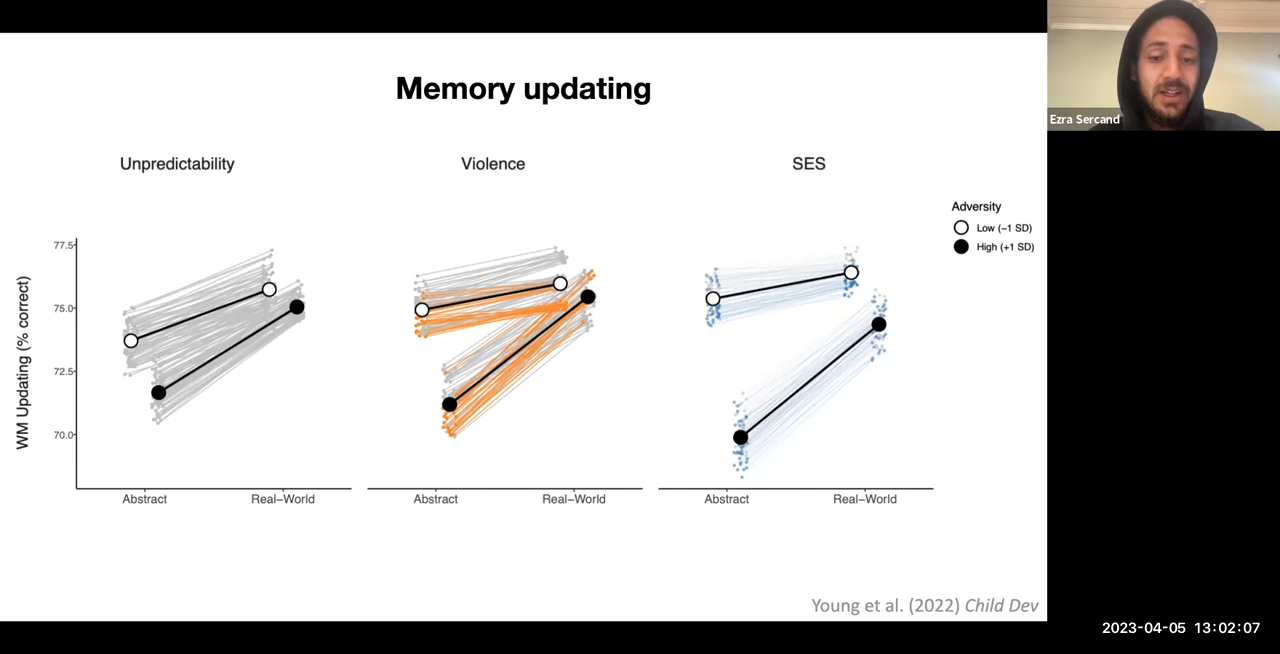 Memory updating
Ezra Sercand
Unpredictability
Violence
SES
Adversity
Low (−1 SD)
High (+1 SD)
WM Updating (% correct)
77.5
75.0
72.5
70.0
Abstract
Real−World
Abstract
Real−World
Abstract
Real−World
Young et al. (2022) Child Dev
2023-04-05 13:02:07